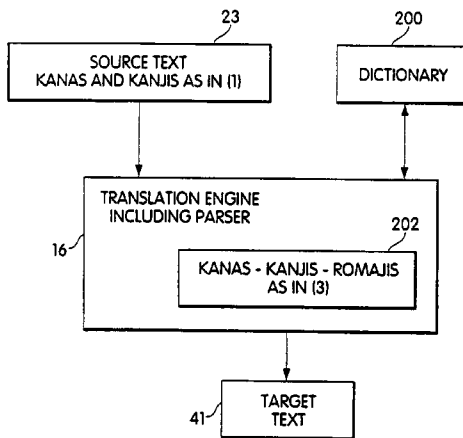 23
SOURCE TEXT
KANAS AND KANJIS AS IN (1)
200
DICTIONARY
TRANSLATION ENGINE
INCLUDING PARSER
16
202
KANAS - KANJIS - ROMAJIS
AS IN (3)
41
TARGET
TEXT